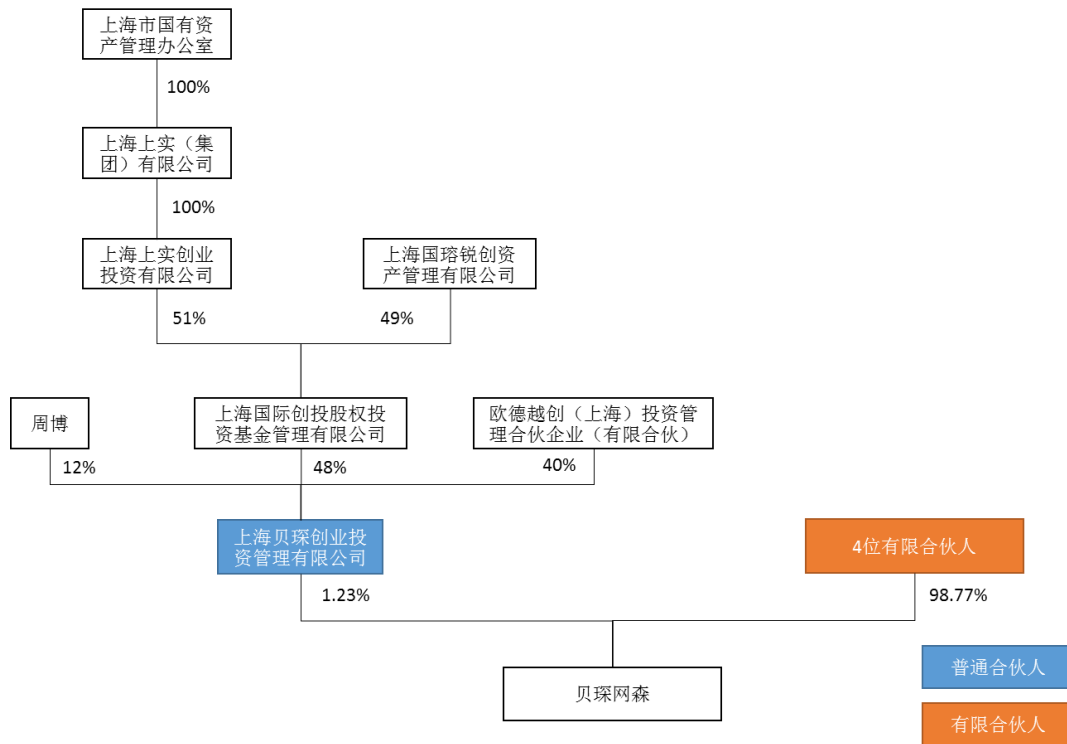 上海市国有资
产管理办公室
100%
上海上实（集
团）有限公司
100%
上海上实创业
投资有限公司
上海国瑢锐创资
产管理有限公司
51%
49%
周博
上海国际创投股权投
资基金管理有限公司
欧德越创（上海）投资管
理合伙企业（有限合伙）
12%
48%
40%
上海贝琛创业投
资管理有限公司
4位有限合伙人
1.23%
98.77%
普通合伙人
贝琛网森
有限合伙人